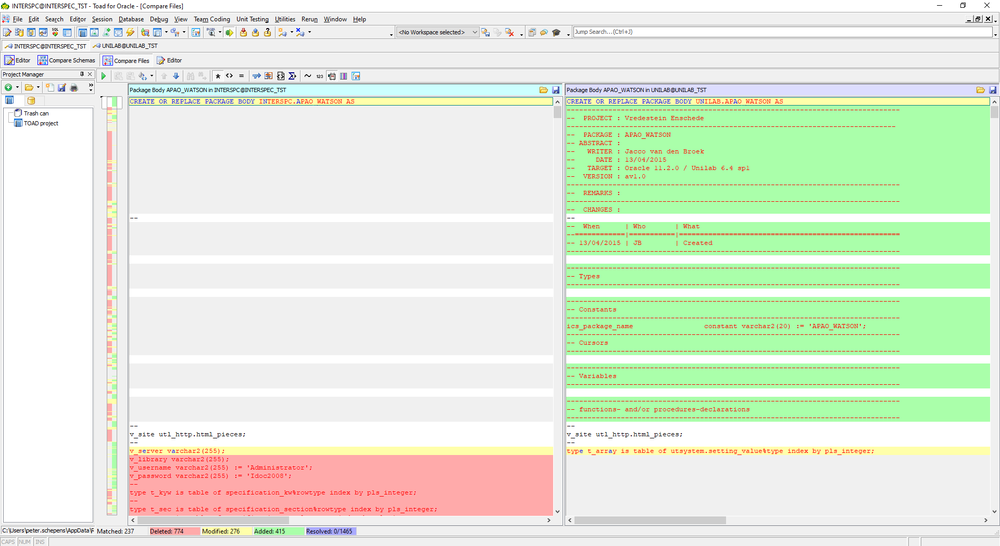 INTERSPC@INTERSPEC_TST - Toad for Oracle - [Compare Files]
File Edit Search Editor Session Database Debug View Team Coding Unit Testing Utilities Rerun Window Help
<No Workspace selected>
Jump Search...(Ctrl+J)
INTERSPC@INTERSPEC_TST UNILAB@UNILAB_TST
Editor Compare Schemas Compare Files Editor
Project Manager
Trash can
TOAD project
Package Body APAO_WATSON in INTERSPC@INTERSPEC_TST
CREATE OR REPLACE PACKAGE BODY INTERSPC.APAO_WATSON AS
--
--
v_site utl_http.html_pieces;
--
v_server varchar2(255);
v_library varchar2(255);
v_username varchar2(255) := 'Administrator';
v_password varchar2(255) := 'Idoc2008';
--
type t_kyw is table of specification_kw%rowtype index by pls_integer;
--
type t_sec is table of specification_section%rowtype index by pls_integer;
Package Body APAO_WATSON in UNILAB@UNILAB_TST
CREATE OR REPLACE PACKAGE BODY UNILAB.APAO_WATSON AS
--------------------------------------------------------------------------------
-- PROJECT : Vredestein Enschede
-------------------------------------------------------------------------------
-- PACKAGE : APAO_WATSON
-- ABSTRACT :
-- WRITER : Jacco van den Broek
-- DATE : 13/04/2015
-- TARGET : Oracle 11.2.0 / Unilab 6.4 sp1
-- VERSION : av1.0
--------------------------------------------------------------------------------
-- REMARKS :
--------------------------------------------------------------------------------
-- CHANGES :
--
-- When | Who | What
--============|===========|=====================================================
-- 13/04/2015 | JB | Created
--------------------------------------------------------------------------------
--------------------------------------------------------------------------------
-- Types
--------------------------------------------------------------------------------
--------------------------------------------------------------------------------
-- Constants
--------------------------------------------------------------------------------
ics_package_name constant varchar2(20) := 'APAO_WATSON';
--------------------------------------------------------------------------------
-- Cursors
--------------------------------------------------------------------------------
--------------------------------------------------------------------------------
-- Variables
--------------------------------------------------------------------------------
--------------------------------------------------------------------------------
-- functions- and/or procedures-declarations
--------------------------------------------------------------------------------
--
v_site utl_http.html_pieces;
--
type t_array is table of utsystem.setting_value%type index by pls_integer;
C:\Users\peter.schepens\AppData\R Matched: 237 Deleted: 774 Modified: 276 Added: 415 Resolved: 0/1465
CAPS NUM INS